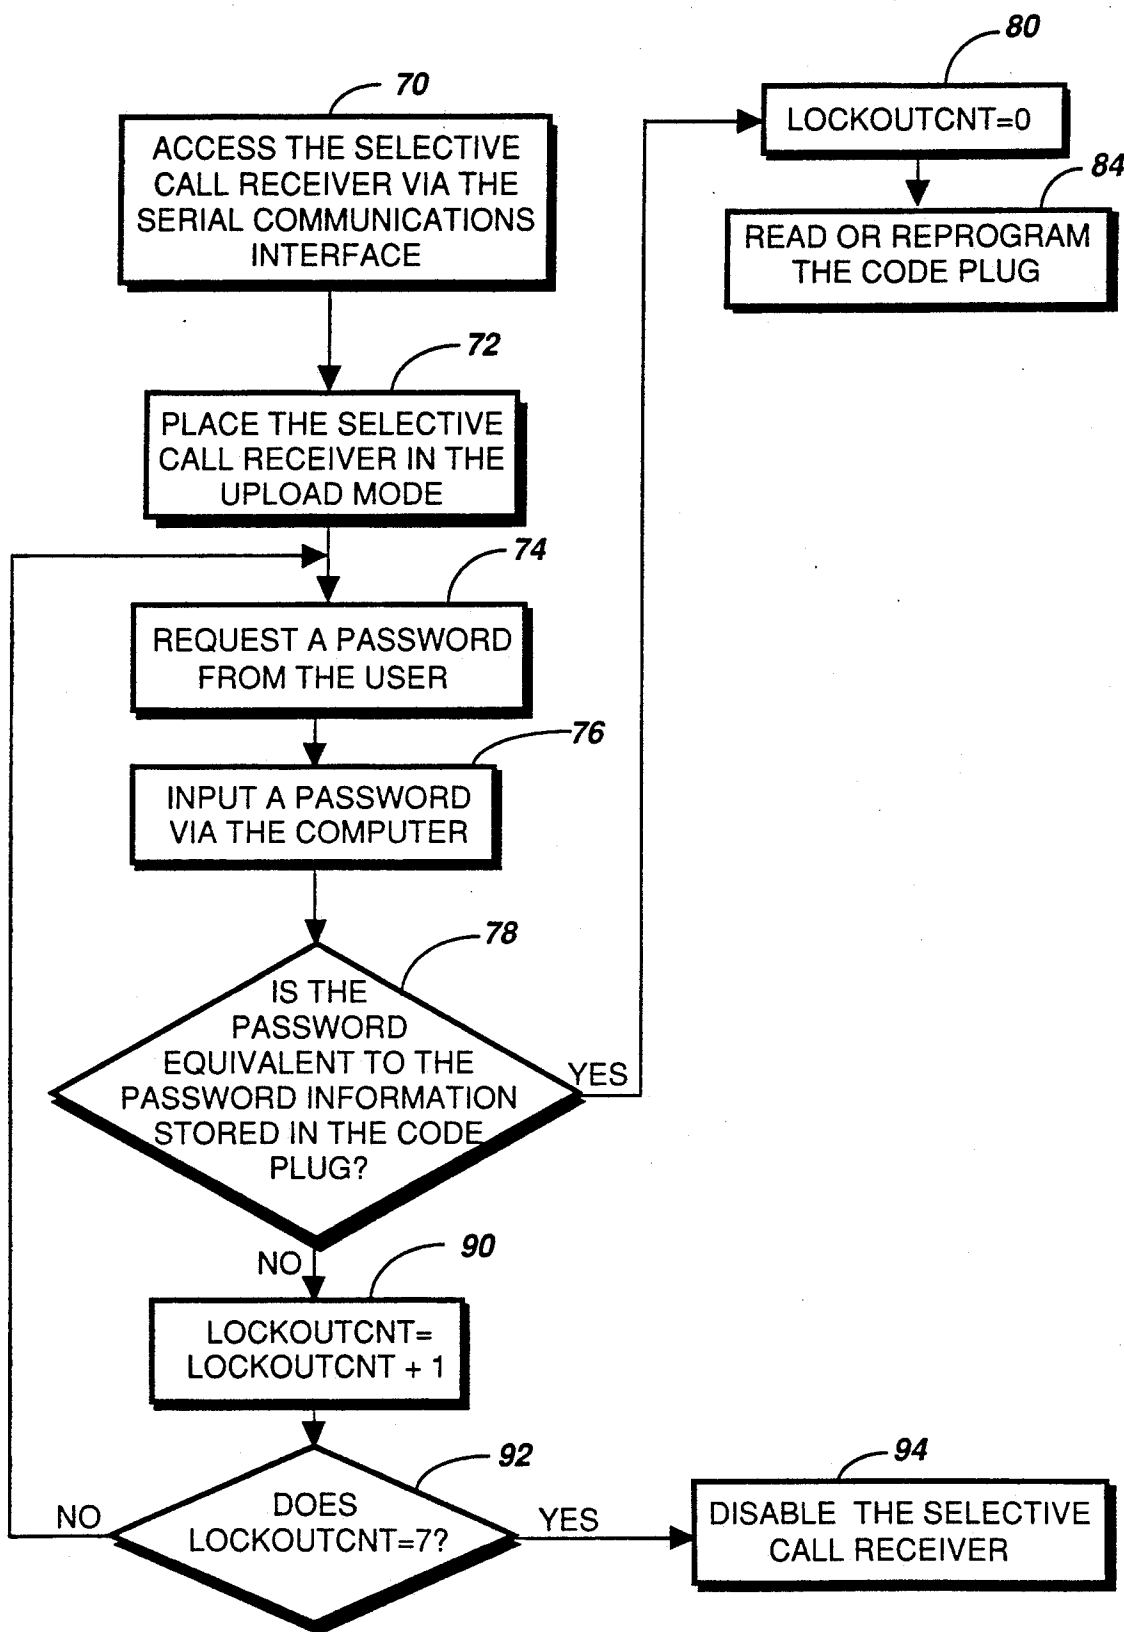 70
ACCESS THE SELECTIVE
CALL RECEIVER VIA THE
SERIAL COMMUNICATIONS
INTERFACE
72
PLACE THE SELECTIVE
CALL RECEIVER IN THE
UPLOAD MODE
74
REQUEST A PASSWORD
FROM THE USER
76
INPUT A PASSWORD
VIA THE COMPUTER
78
IS THE
PASSWORD
EQUIVALENT TO THE
PASSWORD INFORMATION
STORED IN THE CODE
PLUG?
YES
80
LOCKOUTCNT=0
84
READ OR REPROGRAM
THE CODE PLUG
NO
90
LOCKOUTCNT=
LOCKOUTCNT + 1
92
DOES
LOCKOUTCNT=7?
NO
YES
94
DISABLE THE SELECTIVE
CALL RECEIVER